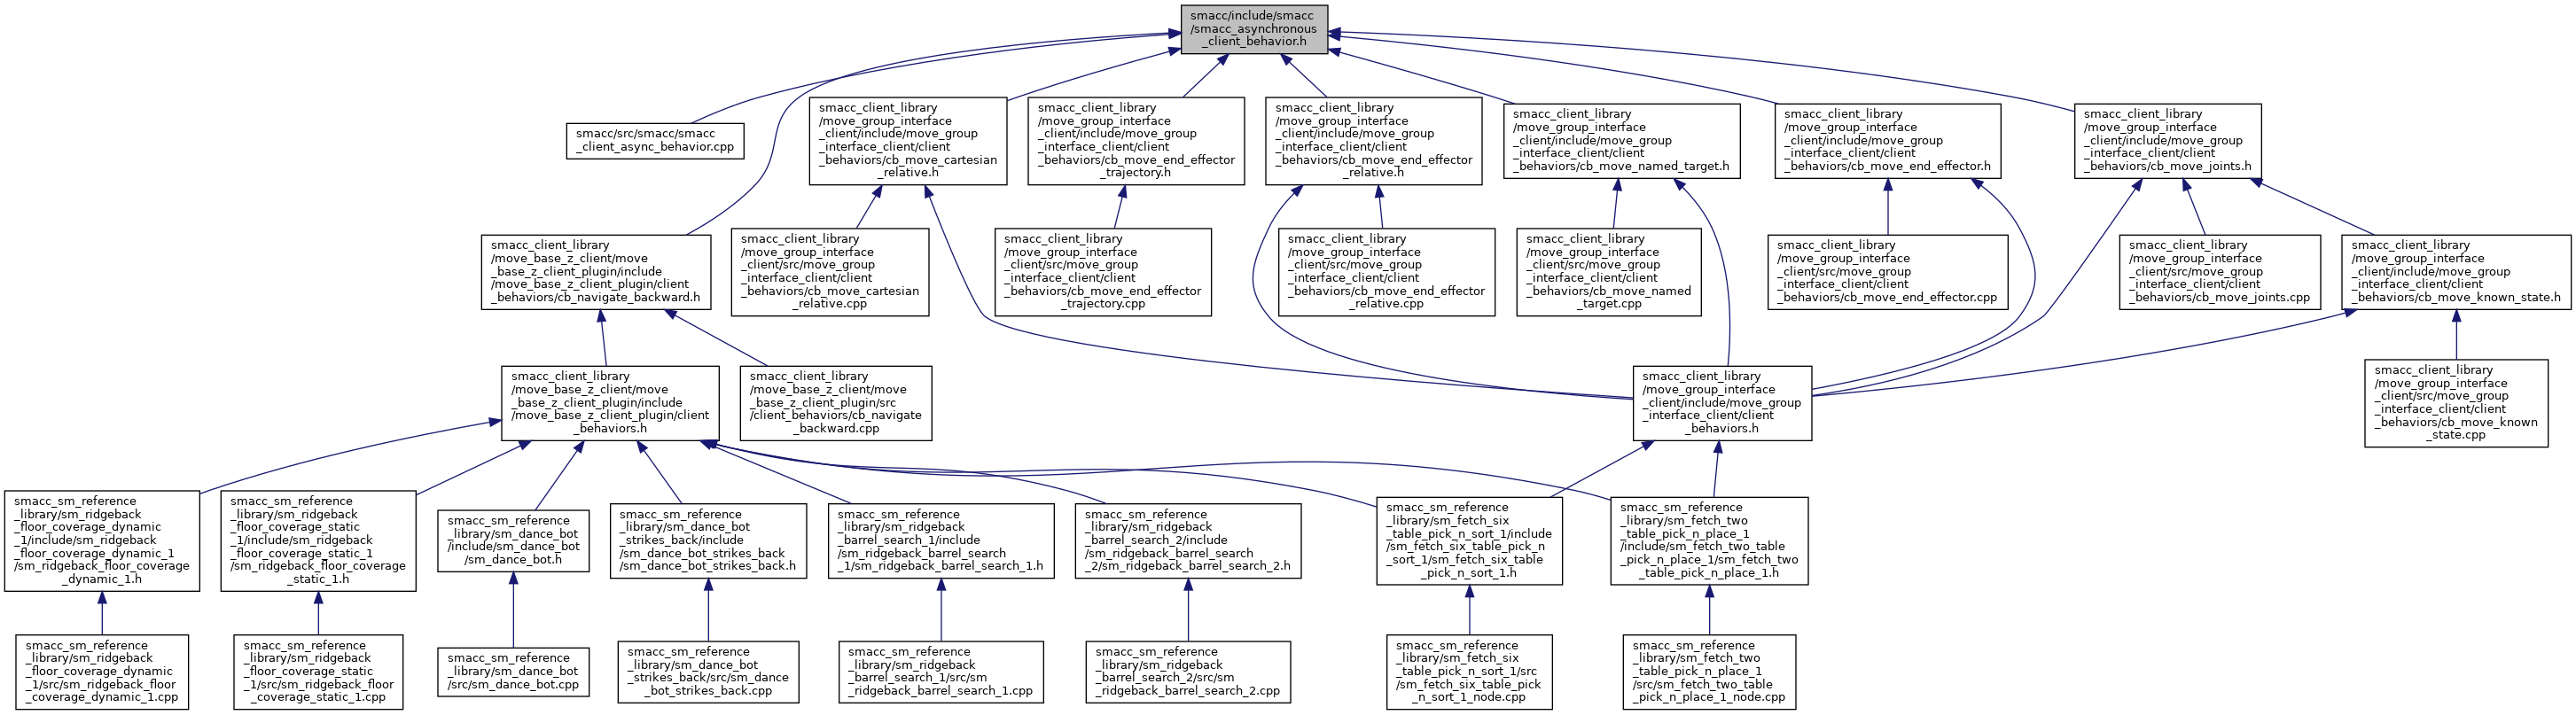 smacc/include/smacc
/smacc_asynchronous
_client_behavior.h
smacc/src/smacc/smacc
_client_async_behavior.cpp
smacc_client_library
/move_group_interface
_client/include/move_group
_interface_client/client
_behaviors/cb_move_cartesian
_relative.h
smacc_client_library
/move_group_interface
_client/include/move_group
_interface_client/client
_behaviors/cb_move_end_effector
_trajectory.h
smacc_client_library
/move_group_interface
_client/include/move_group
_interface_client/client
_behaviors/cb_move_end_effector
_relative.h
smacc_client_library
/move_group_interface
_client/include/move_group
_interface_client/client
_behaviors/cb_move_named_target.h
smacc_client_library
/move_group_interface
_client/include/move_group
_interface_client/client
_behaviors/cb_move_end_effector.h
smacc_client_library
/move_group_interface
_client/include/move_group
_interface_client/client
_behaviors/cb_move_joints.h
smacc_client_library
/move_base_z_client/move
_base_z_client_plugin/include
/move_base_z_client_plugin/client
_behaviors/cb_navigate_backward.h
smacc_client_library
/move_group_interface
_client/src/move_group
_interface_client/client
_behaviors/cb_move_cartesian
_relative.cpp
smacc_client_library
/move_group_interface
_client/src/move_group
_interface_client/client
_behaviors/cb_move_end_effector
_trajectory.cpp
smacc_client_library
/move_group_interface
_client/src/move_group
_interface_client/client
_behaviors/cb_move_end_effector
_relative.cpp
smacc_client_library
/move_group_interface
_client/src/move_group
_interface_client/client
_behaviors/cb_move_named
_target.cpp
smacc_client_library
/move_group_interface
_client/src/move_group
_interface_client/client
_behaviors/cb_move_end_effector.cpp
smacc_client_library
/move_group_interface
_client/src/move_group
_interface_client/client
_behaviors/cb_move_joints.cpp
smacc_client_library
/move_group_interface
_client/include/move_group
_interface_client/client
_behaviors/cb_move_known_state.h
smacc_client_library
/move_base_z_client/move
_base_z_client_plugin/include
/move_base_z_client_plugin/client
_behaviors.h
smacc_client_library
/move_base_z_client/move
_base_z_client_plugin/src
/client_behaviors/cb_navigate
_backward.cpp
smacc_client_library
/move_group_interface
_client/include/move_group
_interface_client/client
_behaviors.h
smacc_client_library
/move_group_interface
_client/src/move_group
_interface_client/client
_behaviors/cb_move_known
_state.cpp
smacc_sm_reference
_library/sm_ridgeback
_floor_coverage_dynamic
_1/include/sm_ridgeback
_floor_coverage_dynamic_1
/sm_ridgeback_floor_coverage
_dynamic_1.h
smacc_sm_reference
_library/sm_ridgeback
_floor_coverage_static
_1/include/sm_ridgeback
_floor_coverage_static_1
/sm_ridgeback_floor_coverage
_static_1.h
smacc_sm_reference
_library/sm_dance_bot
/include/sm_dance_bot
/sm_dance_bot.h
smacc_sm_reference
_library/sm_dance_bot
_strikes_back/include
/sm_dance_bot_strikes_back
/sm_dance_bot_strikes_back.h
smacc_sm_reference
_library/sm_ridgeback
_barrel_search_1/include
/sm_ridgeback_barrel_search
_1/sm_ridgeback_barrel_search_1.h
smacc_sm_reference
_library/sm_ridgeback
_barrel_search_2/include
/sm_ridgeback_barrel_search
_2/sm_ridgeback_barrel_search_2.h
smacc_sm_reference
_library/sm_fetch_six
_table_pick_n_sort_1/include
/sm_fetch_six_table_pick_n
_sort_1/sm_fetch_six_table
_pick_n_sort_1.h
smacc_sm_reference
_library/sm_fetch_two
_table_pick_n_place_1
/include/sm_fetch_two_table
_pick_n_place_1/sm_fetch_two
_table_pick_n_place_1.h
smacc_sm_reference
_library/sm_ridgeback
_floor_coverage_dynamic
_1/src/sm_ridgeback_floor
_coverage_dynamic_1.cpp
smacc_sm_reference
_library/sm_ridgeback
_floor_coverage_static
_1/src/sm_ridgeback_floor
_coverage_static_1.cpp
smacc_sm_reference
_library/sm_dance_bot
/src/sm_dance_bot.cpp
smacc_sm_reference
_library/sm_dance_bot
_strikes_back/src/sm_dance
_bot_strikes_back.cpp
smacc_sm_reference
_library/sm_ridgeback
_barrel_search_1/src/sm
_ridgeback_barrel_search_1.cpp
smacc_sm_reference
_library/sm_ridgeback
_barrel_search_2/src/sm
_ridgeback_barrel_search_2.cpp
smacc_sm_reference
_library/sm_fetch_six
_table_pick_n_sort_1/src
/sm_fetch_six_table_pick
_n_sort_1_node.cpp
smacc_sm_reference
_library/sm_fetch_two
_table_pick_n_place_1
/src/sm_fetch_two_table
_pick_n_place_1_node.cpp